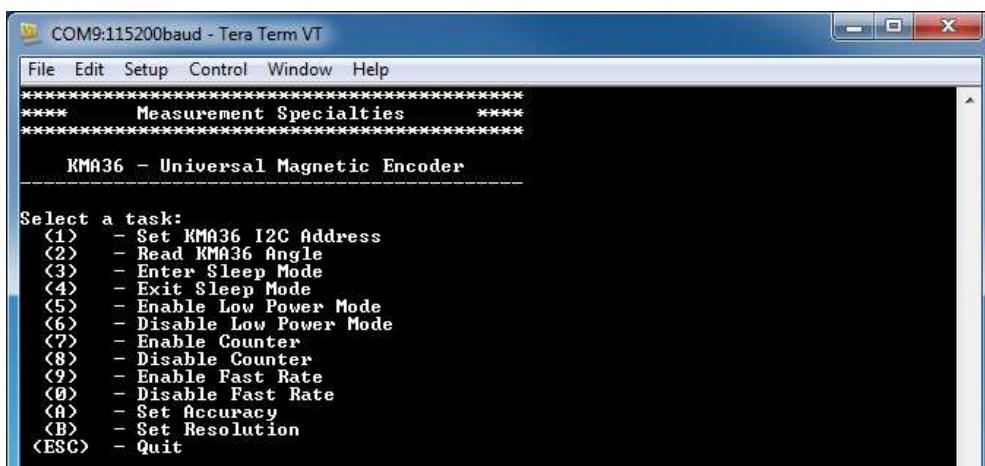 COM9:115200baud - Tera Term VT
File Edit Setup Control Window Help
*******************************************
**** Measurement Specialties ****
*******************************************
KMA36 - Universal Magnetic Encoder
-------------------------------------------
Select a task:
(1) - Set KMA36 I2C Address
(2) - Read KMA36 Angle
(3) - Enter Sleep Mode
(4) - Exit Sleep Mode
(5) - Enable Low Power Mode
(6) - Disable Low Power Mode
(7) - Enable Counter
(8) - Disable Counter
(9) - Enable Fast Rate
(0) - Disable Fast Rate
(A) - Set Accuracy
(B) - Set Resolution
(ESC) - Quit